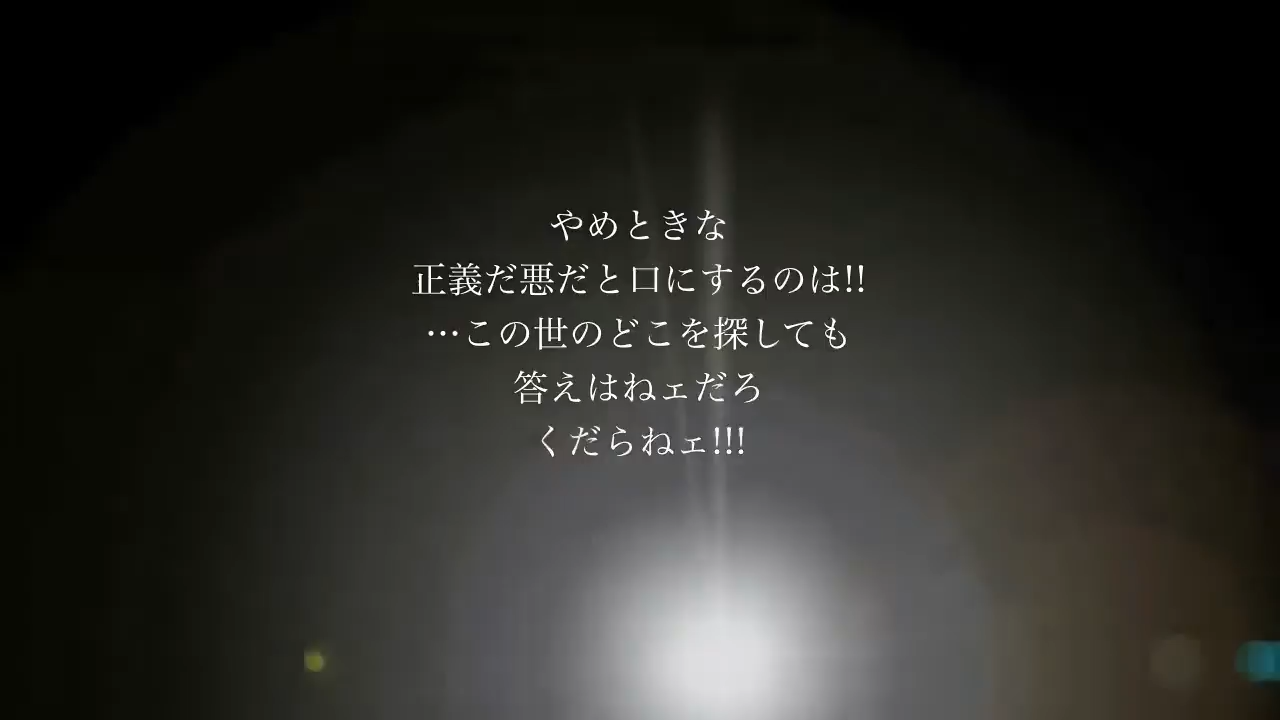 やめときな
正義だ悪だと口にするのは!!
…この世のどこを探しても
答えはねェだろ
くだらねェ!!!